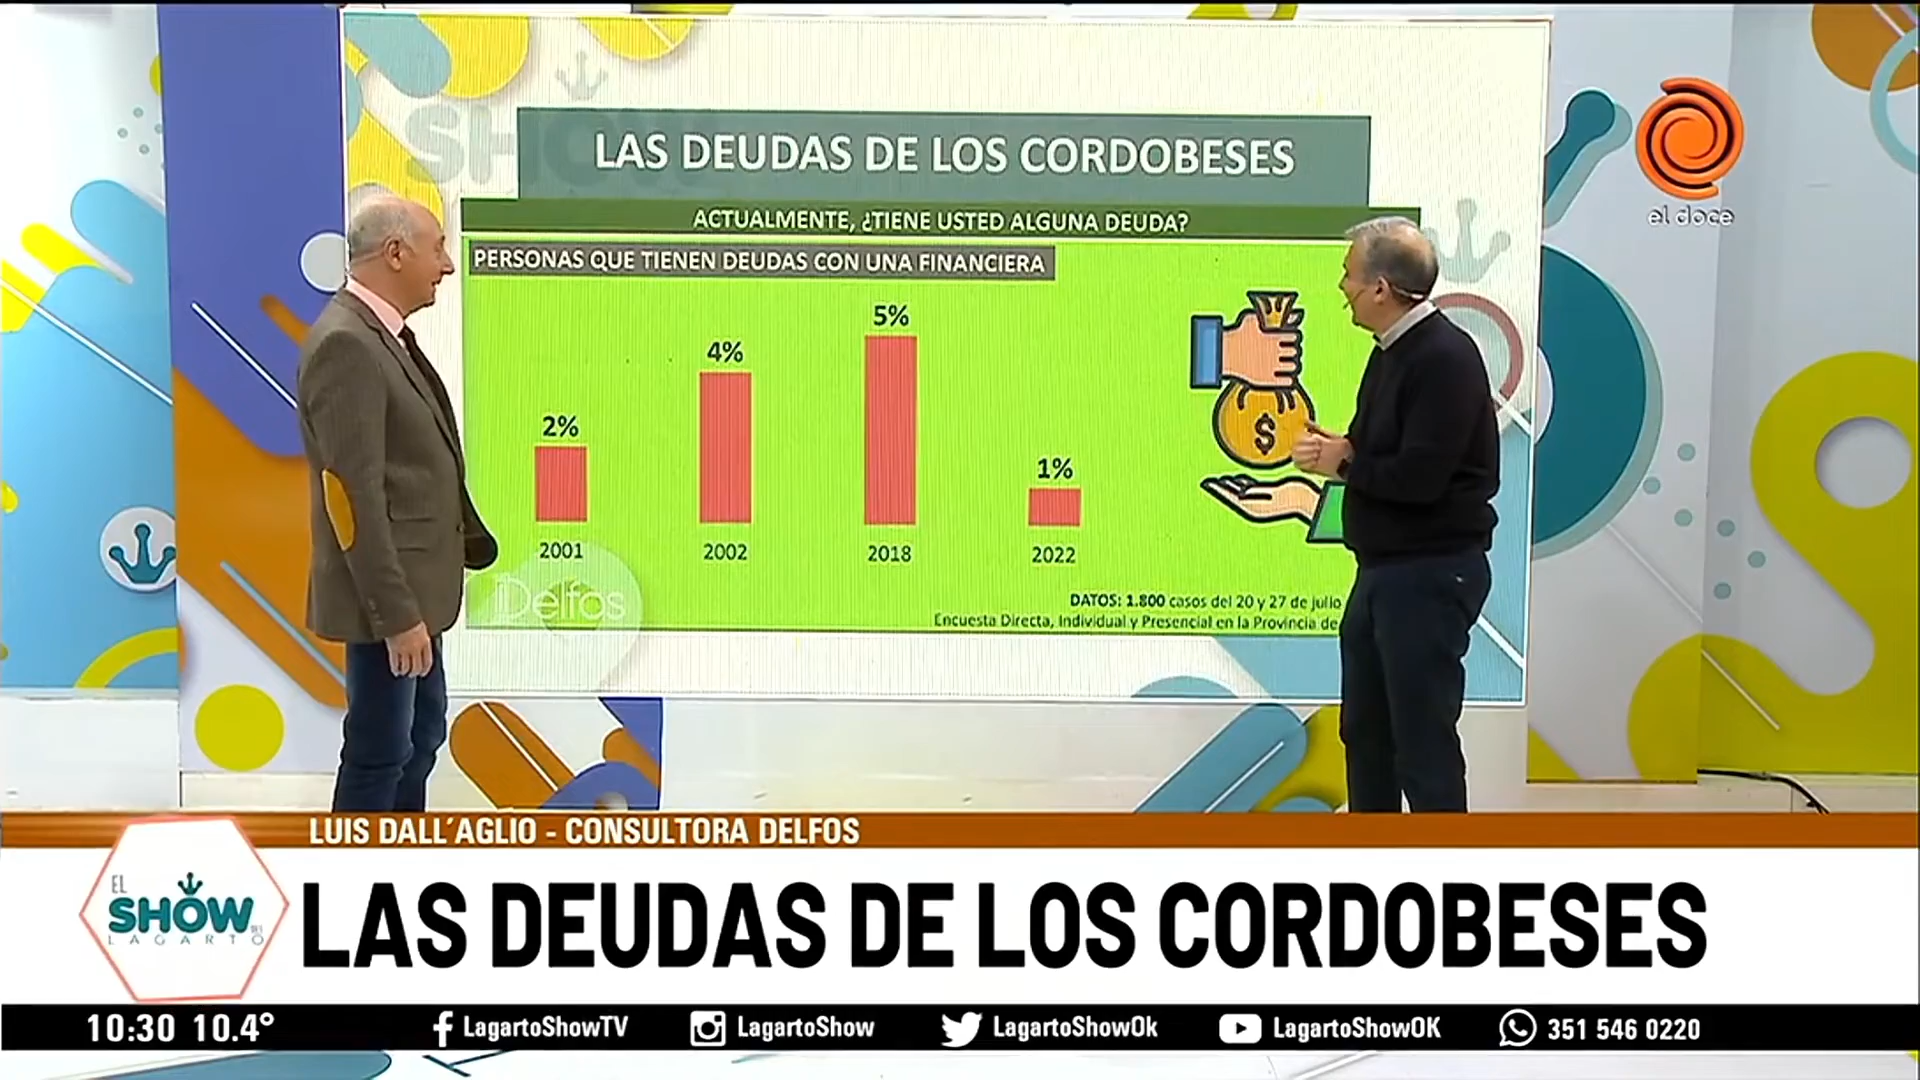 SHOW
LAS DEUDAS DE LOS CORDOBESES
el doce
ACTUALMENTE, ¿TIENE USTED ALGUNA DEUDA?
PERSONAS QUE TIENEN DEUDAS CON UNA FINANCIERA
2%
4%
5%
1%
$
2001
2002
2018
2022
Delfos
DATOS: 1.800 casos del 20 y 27 de julio
Encuesta Directa, Individual y Presencial en la Provincia de
LUIS DALL´AGLIO - CONSULTORA DELFOS
EL
SHOW
DEL
LAGARTO
LAS DEUDAS DE LOS CORDOBESES
10:30 10.4°
LagartoShowTV
LagartoShow
LagartoShowOk
LagartoShowOK
351 546 0220